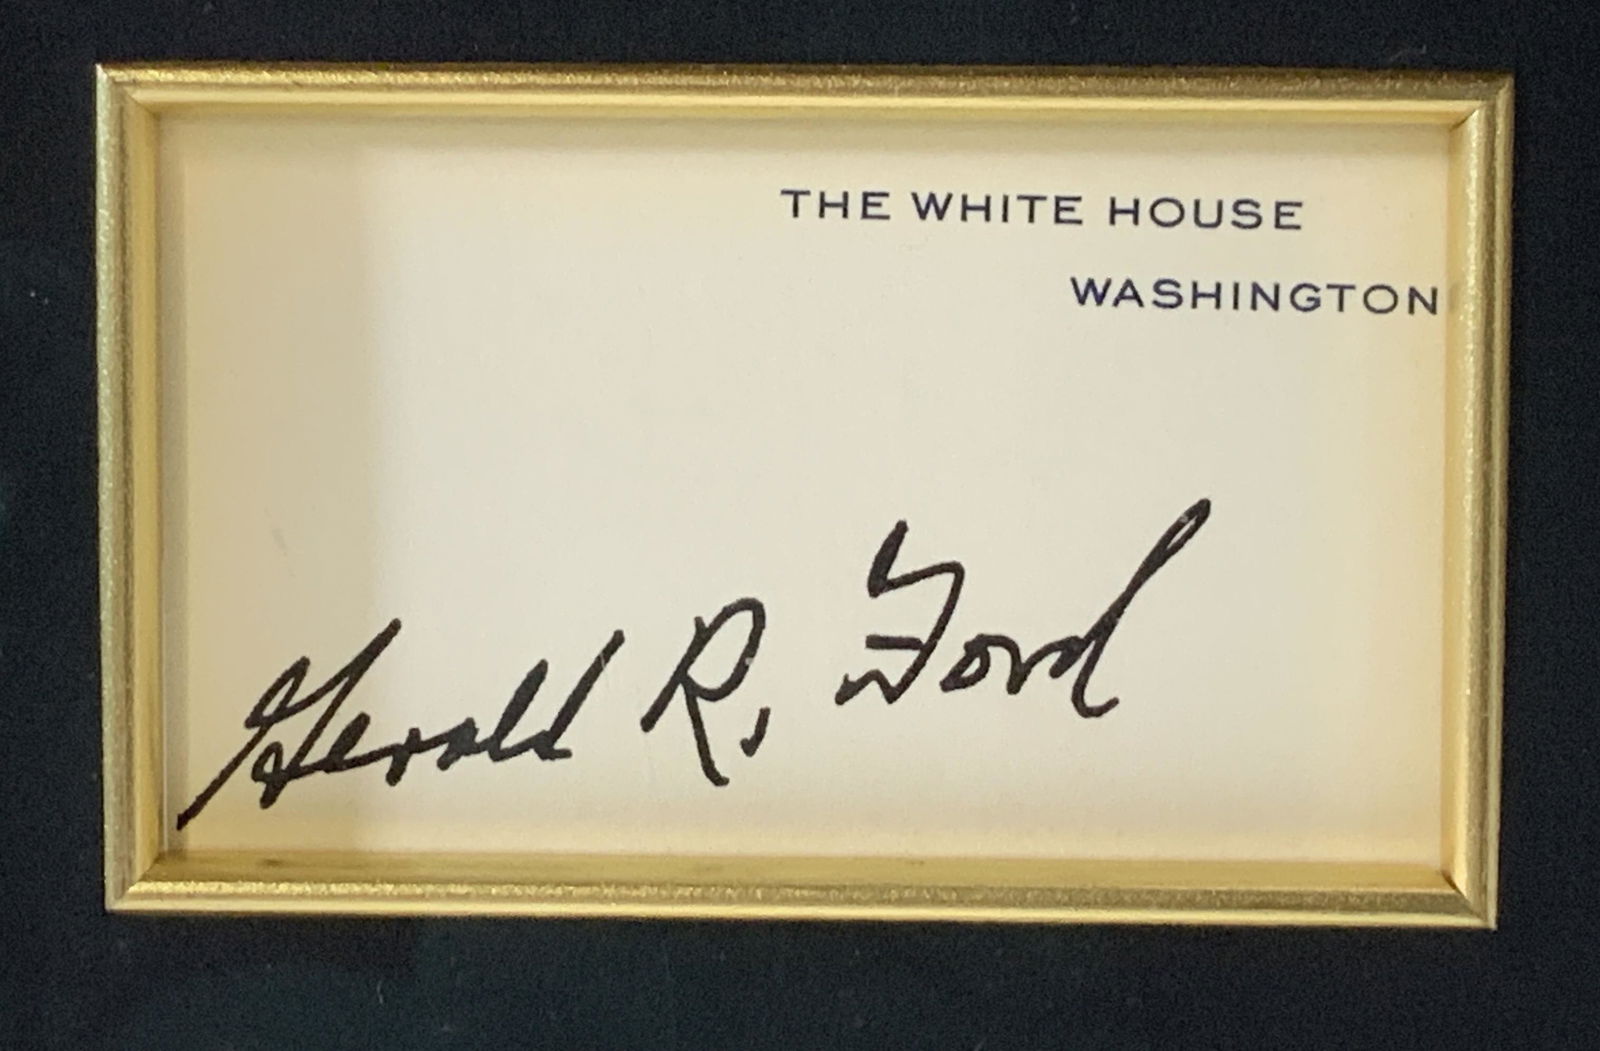 THE WHITE HOUSE
WASHINGTON
Gerald R. Ford